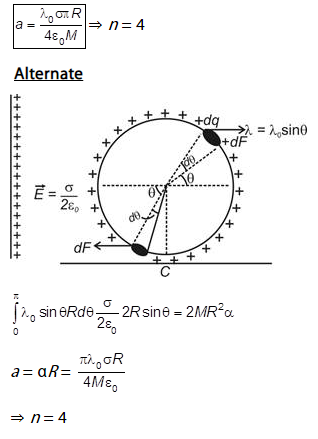 a = λ₀σπR / 4ε₀M ⇒ n = 4
Alternate
+dq
λ = λ₀sinθ
+dF
dθ
θ
θ
dθ
E⃗ = σ / 2ε₀
dF
C
∫₀^π λ₀ sinθRdθ σ/2ε₀ 2R sinθ = 2MR²α
a = αR = πλ₀σR / 4Mε₀
⇒ n = 4